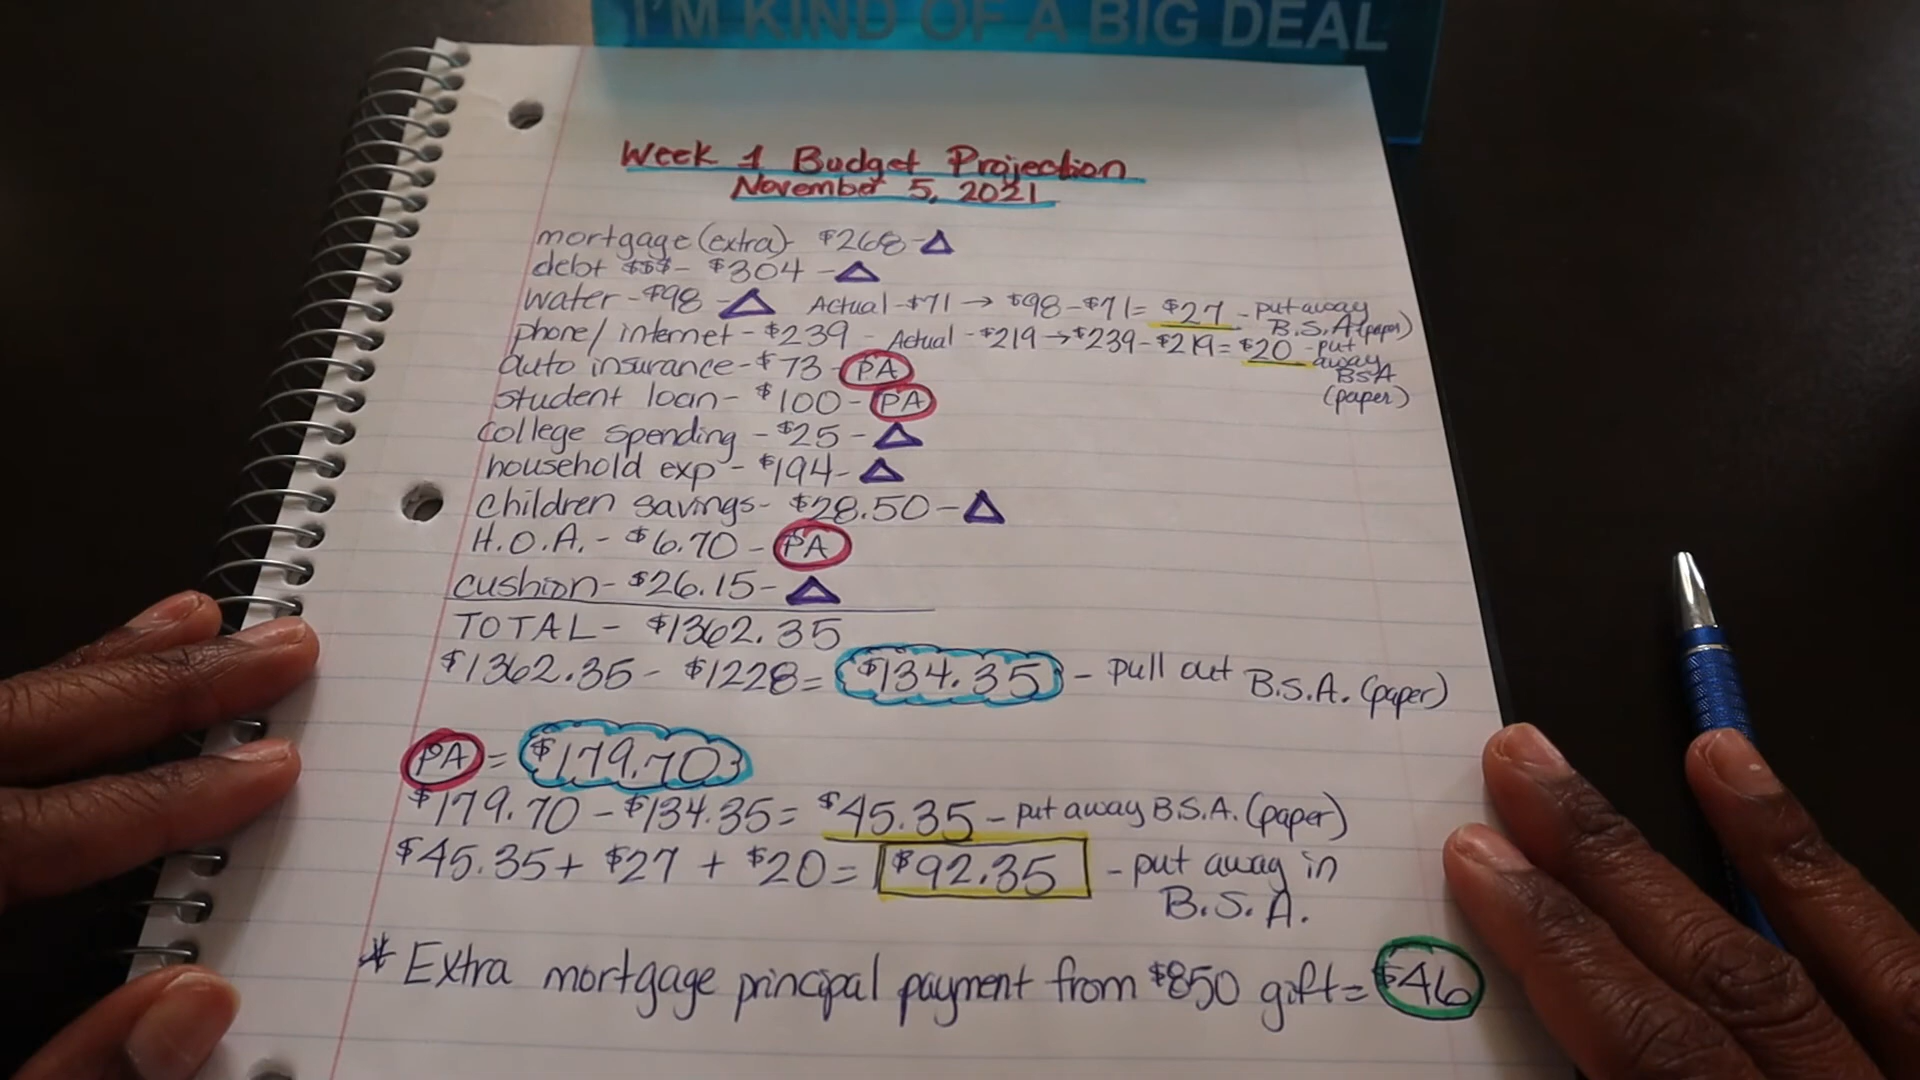 I'M KIND OF A BIG DEAL
Week 1 Budget Projection
November 5, 2021
mortgage (extra)- $268-△
debt $$$- $304 -△
water-$98 -△ Actual-$71 → $98-$71= $27 - put away
B.S.A (paper)
phone/internet-$239 - Actual -$219→$239-$219= $20 - put
away
BSA
(paper)
auto insurance-$73- PA
student loan- $100- PA
college spending -$25-△
household exp - $194-△
children savings- $28.50-△
H.O.A.- $6.70- PA
cushion- $26.15-△
TOTAL- $1362.35
$1362.35 - $1228= $134.35 - pull out B.S.A. (paper)
PA = $179.70
$179.70 -$134.35= $45.35 - put away B.S.A. (paper)
$45.35+ $27 + $20= $92.35 - put away in
B.S.A.
* Extra mortgage principal payment from $850 gift= $46